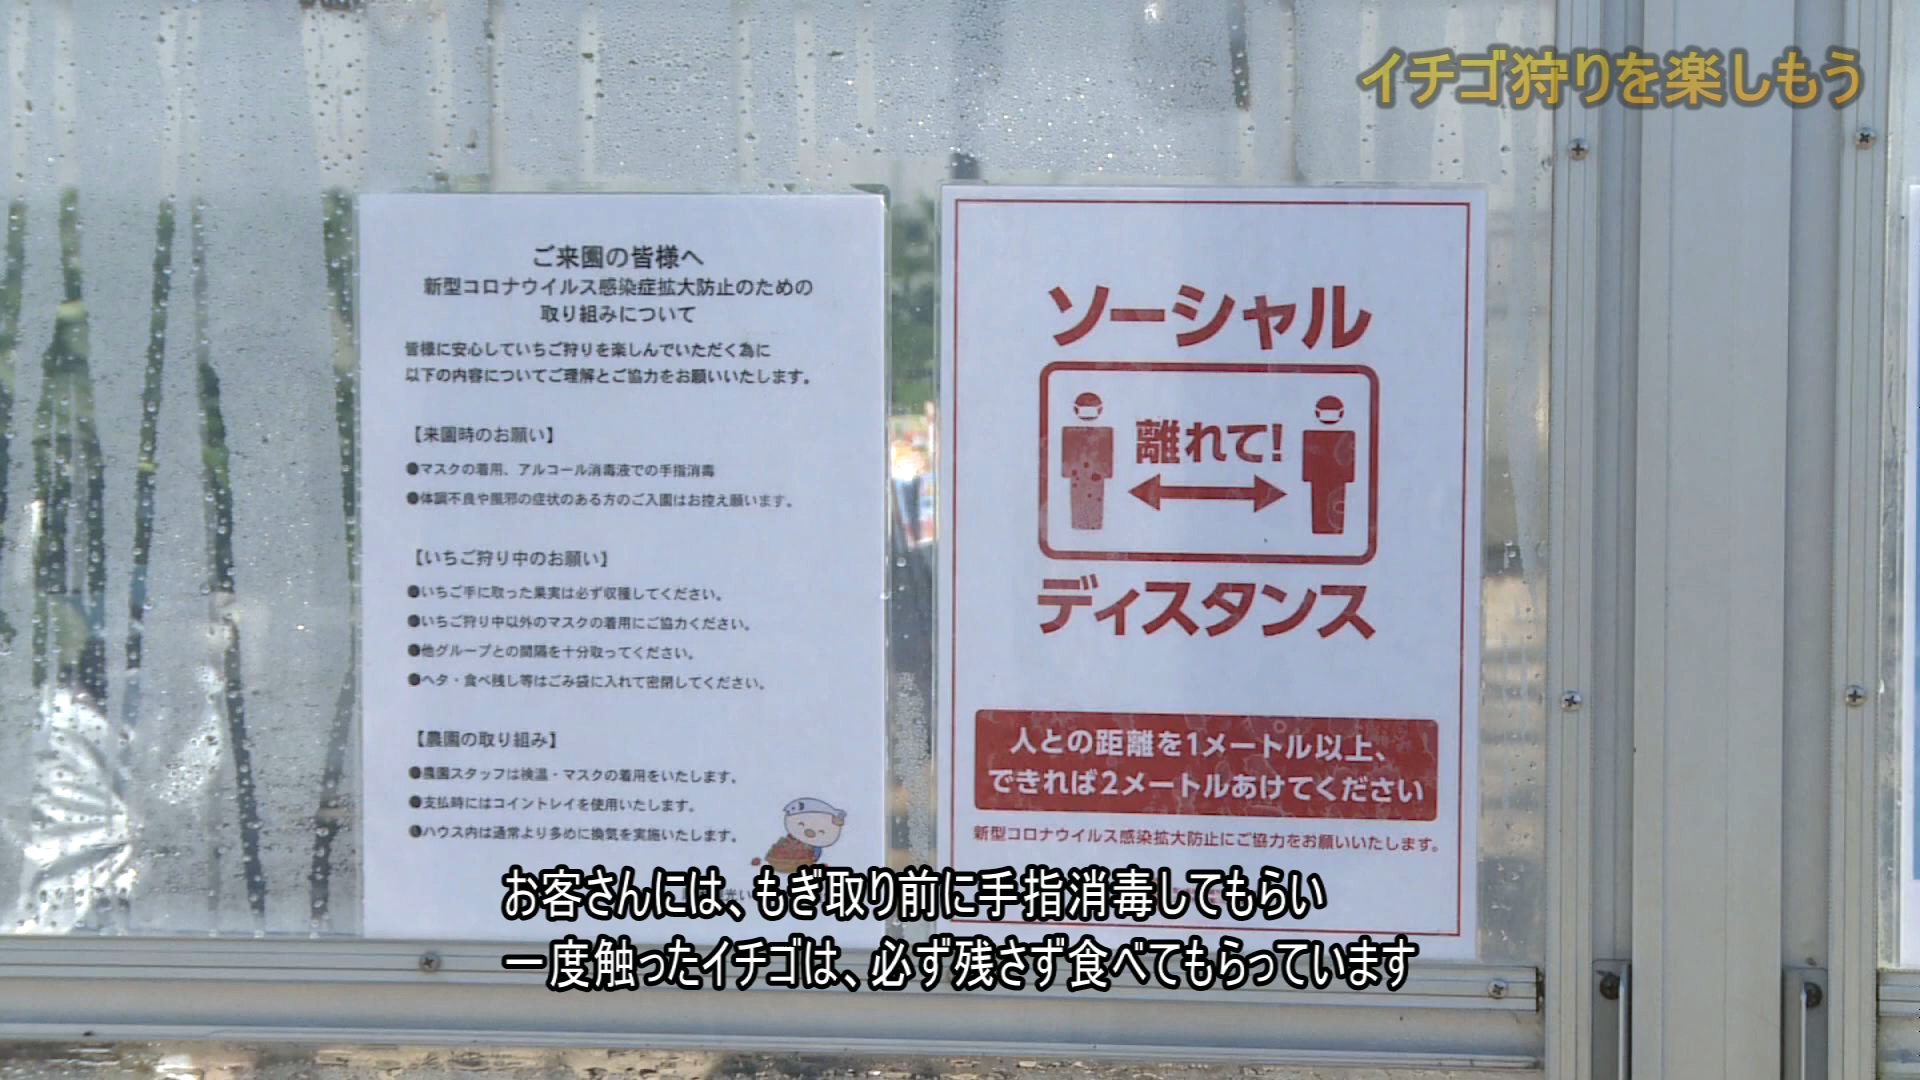 イチゴ狩りを楽しもう
ご来園の皆様へ
新型コロナウイルス感染症拡大防止のための
取り組みについて
皆様に安心していちご狩りを楽しんでいただく為に
以下の内容についてご理解とご協力をお願いいたします。
【来園時のお願い】
●マスクの着用、アルコール消毒液での手指消毒
●体調不良や風邪の症状のある方のご入園はお控え願います。
【いちご狩り中のお願い】
●いちご手に取った果実は必ず収穫してください。
●いちご狩り中以外のマスクの着用にご協力ください。
●他グループとの間隔を十分取ってください。
●ヘタ・食べ残し等はごみ袋に入れて密閉してください。
【農園の取り組み】
●農園スタッフは検温・マスクの着用をいたします。
●支払時にはコイントレイを使用いたします。
●ハウス内は通常より多めに換気を実施いたします。
ソーシャル
離れて!
ディスタンス
人との距離を1メートル以上、
できれば2メートルあけてください
新型コロナウイルス感染拡大防止にご協力をお願いいたします。
お客さんには、もぎ取り前に手指消毒してもらい
一度触ったイチゴは、必ず残さず食べてもらっています